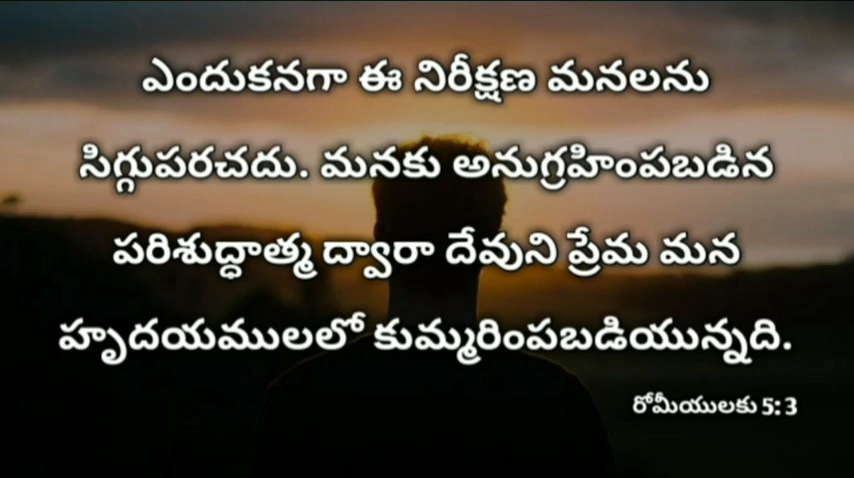 ఎందుకనగా ఈ నిరీక్షణ మనలను
సిగ్గుపరచదు. మనకు అనుగ్రహింపబడిన
పరిశుద్ధాత్మ ద్వారా దేవుని ప్రేమ మన
హృదయములలో కుమ్మరింపబడియున్నది.
రోమీయులకు 5: 3